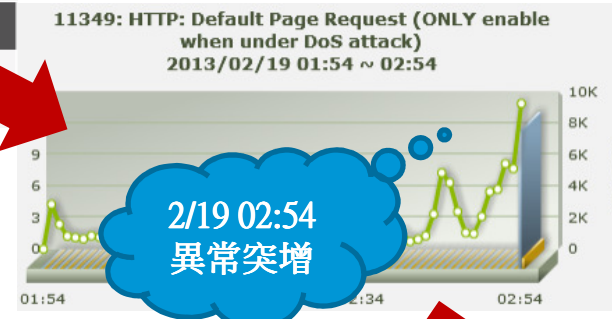 11349: HTTP: Default Page Request (ONLY enable
when under DoS attack)
2013/02/19 01:54 ~ 02:54
10K
8K
9
6K
6
4K
3
2K
0
0
2/19 02:54
異常突增
01:54
2:34
02:54